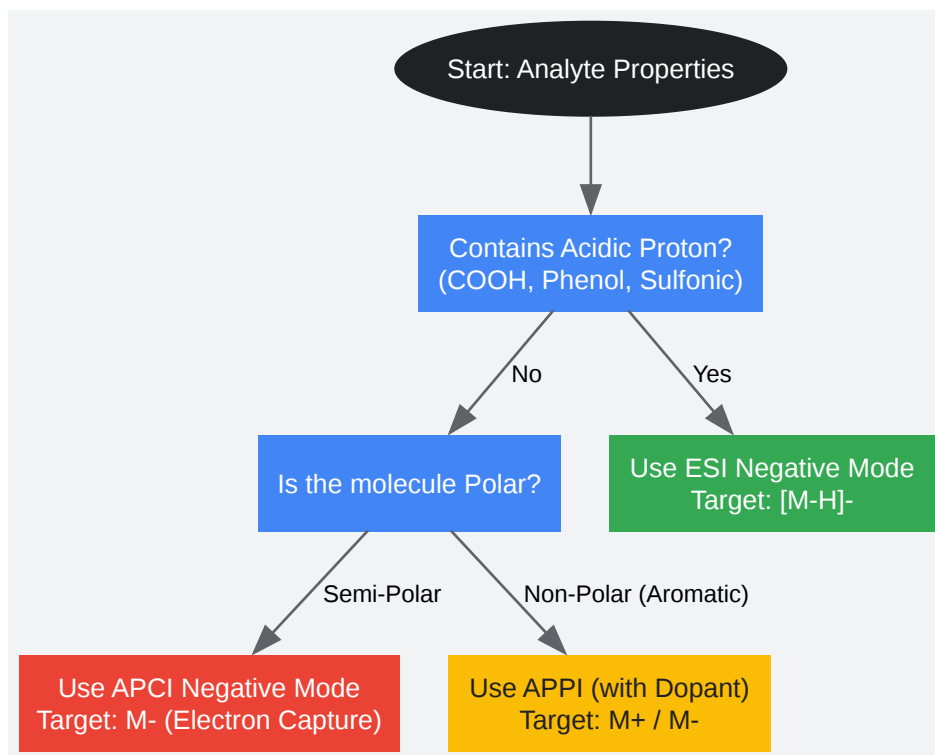 Start: Analyte Properties
Contains Acidic Proton?
(COOH, Phenol, Sulfonic)
No
Yes
Is the molecule Polar?
Use ESI Negative Mode
Target: [M-H]-
Semi-Polar
Non-Polar (Aromatic)
Use APCI Negative Mode
Target: M- (Electron Capture)
Use APPI (with Dopant)
Target: M+ / M-